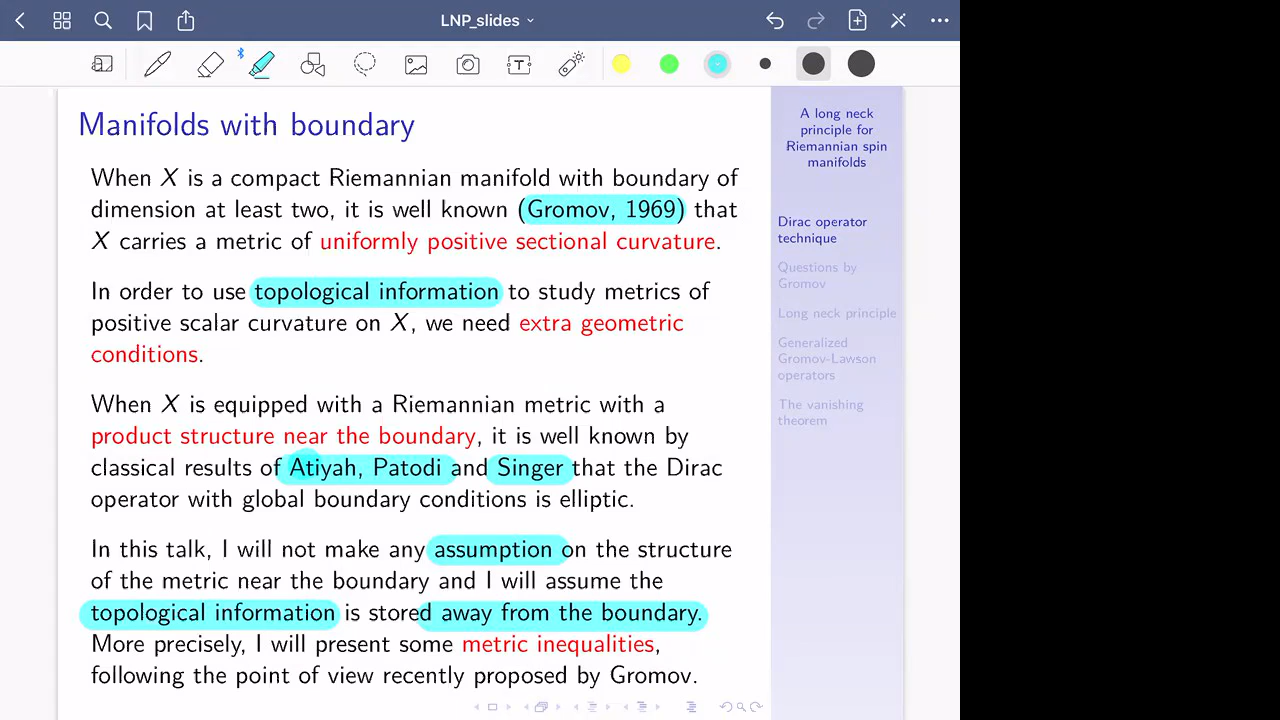 LNP_slides
Manifolds with boundary
When X is a compact Riemannian manifold with boundary of
dimension at least two, it is well known (Gromov, 1969) that
X carries a metric of uniformly positive sectional curvature.
In order to use topological information to study metrics of
positive scalar curvature on X, we need extra geometric
conditions.
When X is equipped with a Riemannian metric with a
product structure near the boundary, it is well known by
classical results of Atiyah, Patodi and Singer that the Dirac
operator with global boundary conditions is elliptic.
In this talk, I will not make any assumption on the structure
of the metric near the boundary and I will assume the
topological information is stored away from the boundary.
More precisely, I will present some metric inequalities,
following the point of view recently proposed by Gromov.
A long neck
principle for
Riemannian spin
manifolds
Dirac operator
technique
Questions by
Gromov
Long neck principle
Generalized
Gromov-Lawson
operators
The vanishing
theorem